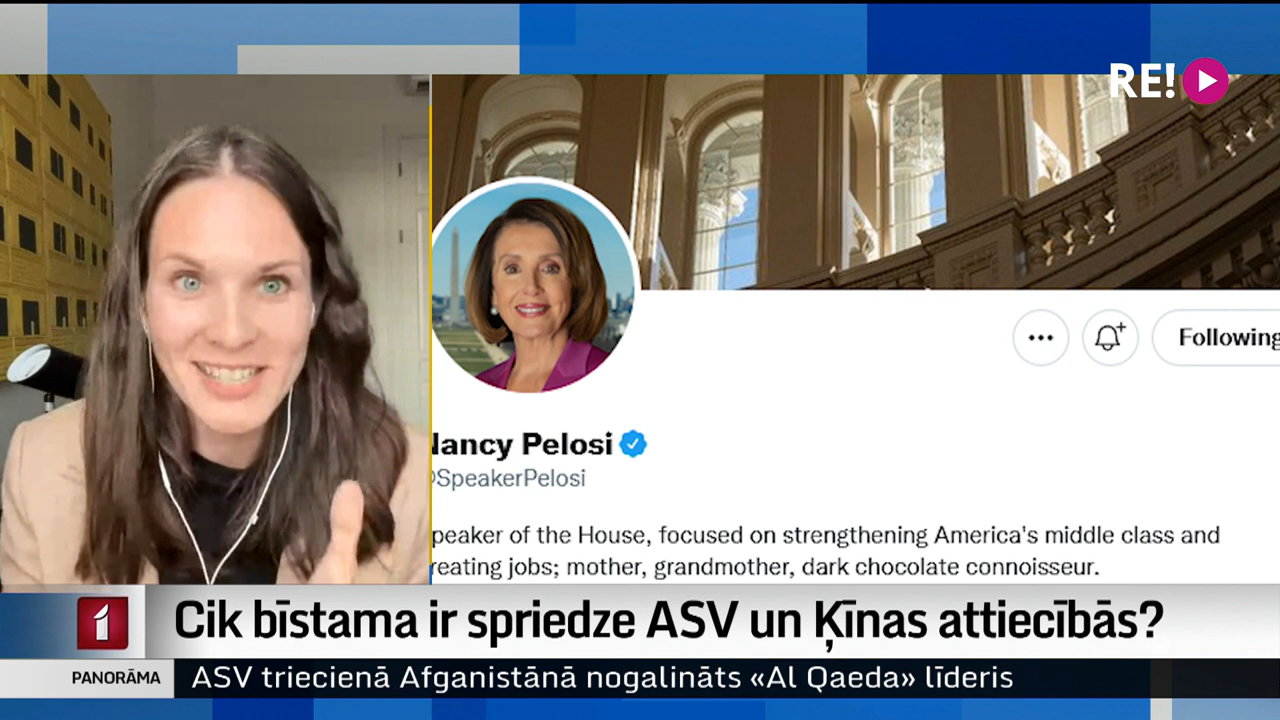 RE!
Following
Nancy Pelosi
@SpeakerPelosi
peaker of the House, focused on strengthening America's middle class and
reating jobs; mother, grandmother, dark chocolate connoisseur.
1 Cik bīstama ir spriedze ASV un Ķīnas attiecībās?
PANORĀMA ASV triecienā Afganistānā nogalināts «Al Qaeda» līderis